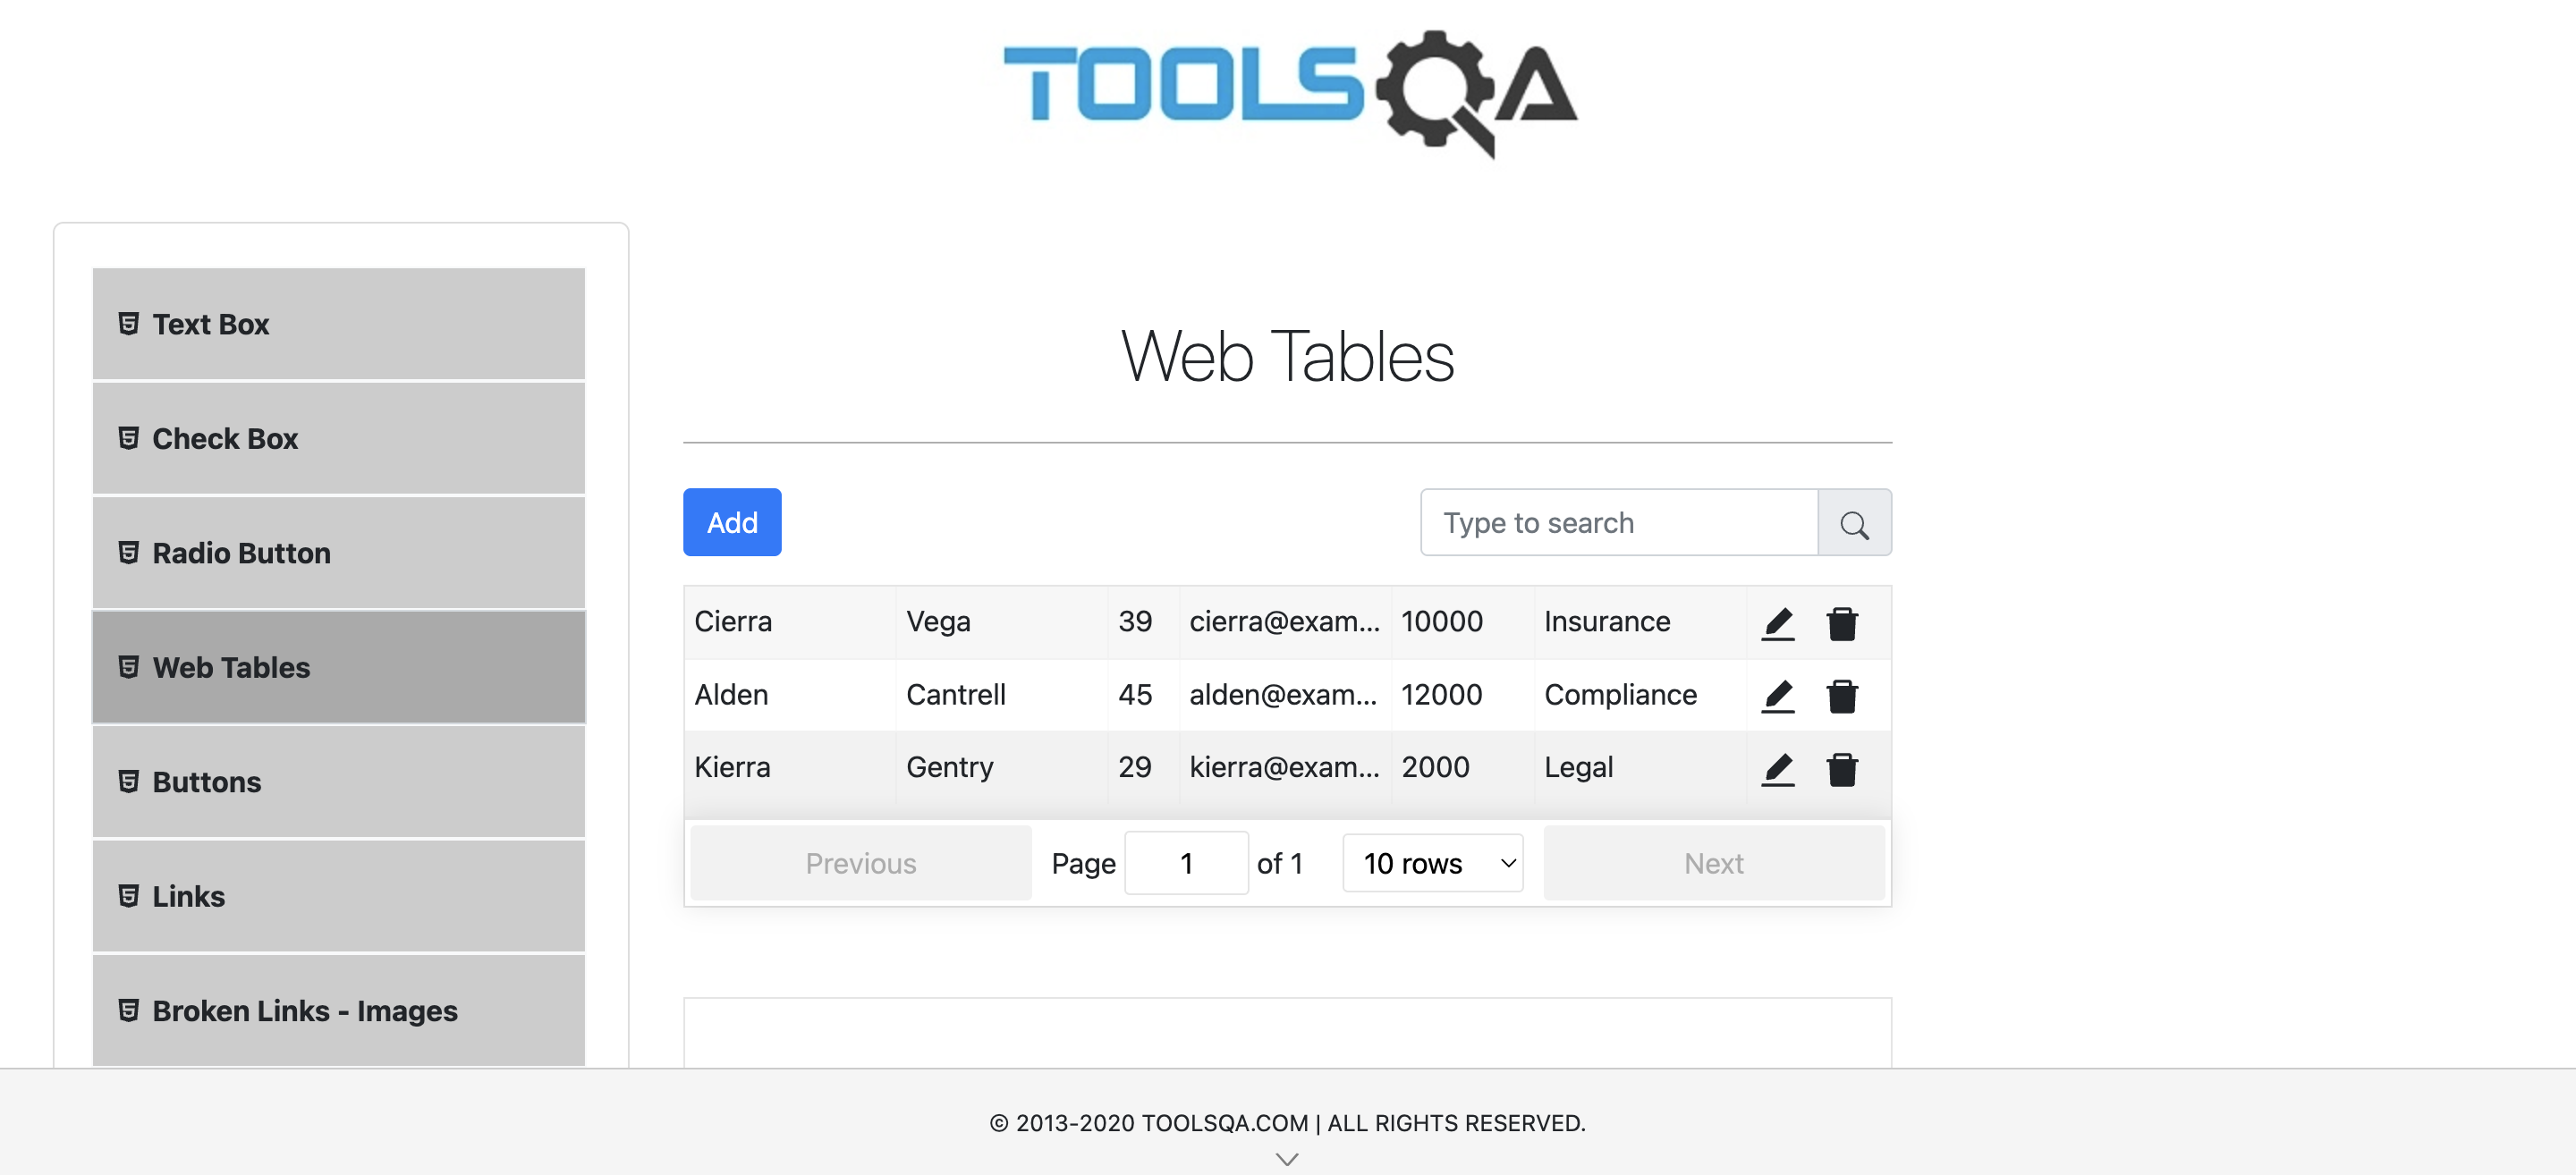 TOOLSQA
Text Box
Check Box
Radio Button
Web Tables
Buttons
Links
Broken Links - Images
Web Tables
Add
Type to search
Cierra Vega 39 cierra@exam... 10000 Insurance
Alden Cantrell 45 alden@exam... 12000 Compliance
Kierra Gentry 29 kierra@exam... 2000 Legal
Previous Page 1 of 1 10 rows Next
© 2013-2020 TOOLSQA.COM | ALL RIGHTS RESERVED.